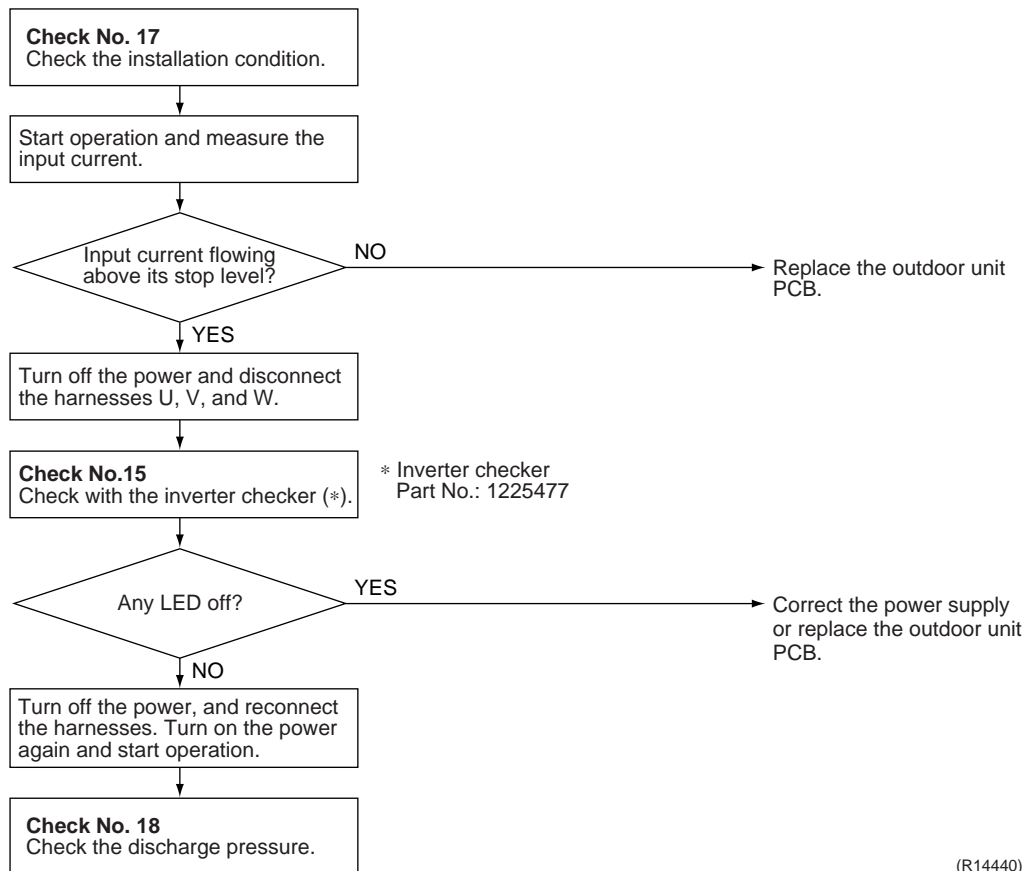 Check No. 17
Check the installation condition.
Start operation and measure the
input current.
Input current flowing
above its stop level?
NO
Replace the outdoor unit
PCB.
YES
Turn off the power and disconnect
the harnesses U, V, and W.
Check No.15
Check with the inverter checker (*).
* Inverter checker
Part No.: 1225477
Any LED off?
YES
Correct the power supply
or replace the outdoor unit
PCB.
NO
Turn off the power, and reconnect
the harnesses. Turn on the power
again and start operation.
Check No. 18
Check the discharge pressure.
(R14440)